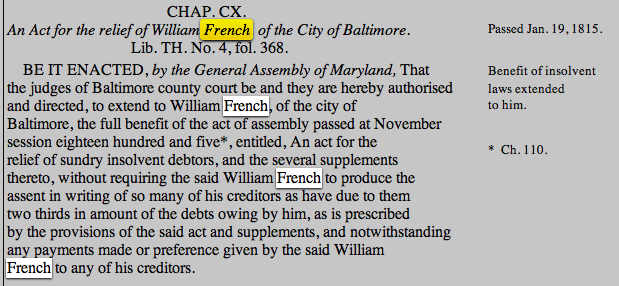 CHAP. CX.
An Act for the relief of William French of the City of Baltimore.
Lib. TH. No. 4, fol. 368.
BE IT ENACTED, by the General Assembly of Maryland, That
the judges of Baltimore county court be and they are hereby authorised
and directed, to extend to William French, of the city of
Baltimore, the full benefit of the act of assembly passed at November
session eighteen hundred and five*, entitled, An act for the
relief of sundry insolvent debtors, and the several supplements
thereto, without requiring the said William French to produce the
assent in writing of so many of his creditors as have due to them
two thirds in amount of the debts owing by him, as is prescribed
by the provisions of the said act and supplements, and notwithstanding
any payments made or preference given by the said William
French to any of his creditors.
Passed Jan. 19, 1815.
Benefit of insolvent
laws extended
to him.
* Ch. 110.